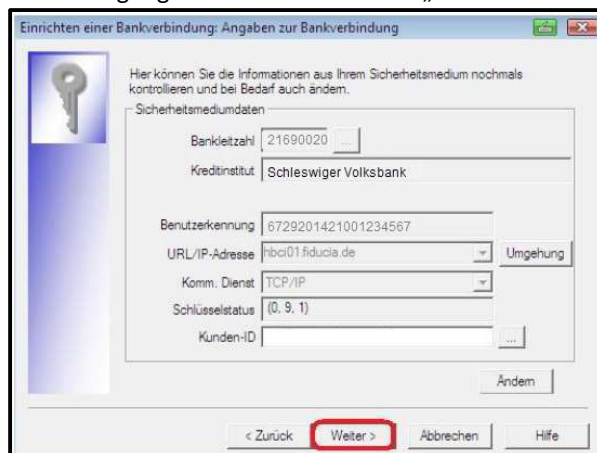 Einrichten einer Bankverbindung: Angaben zur Bankverbindung
Hier können Sie die Informationen aus Ihrem Sicherheitsmedium nochmals
kontrollieren und bei Bedarf auch ändern.
Sicherheitsmediumdaten
Bankleitzahl 21690020 ...
Kreditinstitut Schleswiger Volksbank
Benutzerkennung 6729201421001234567
URL/IP-Adresse hbci01.fiducia.de Umgehung
Komm. Dienst TCP/IP
Schlüsselstatus (0, 9, 1)
Kunden-ID ...
Ändern
< Zurück Weiter > Abbrechen Hilfe